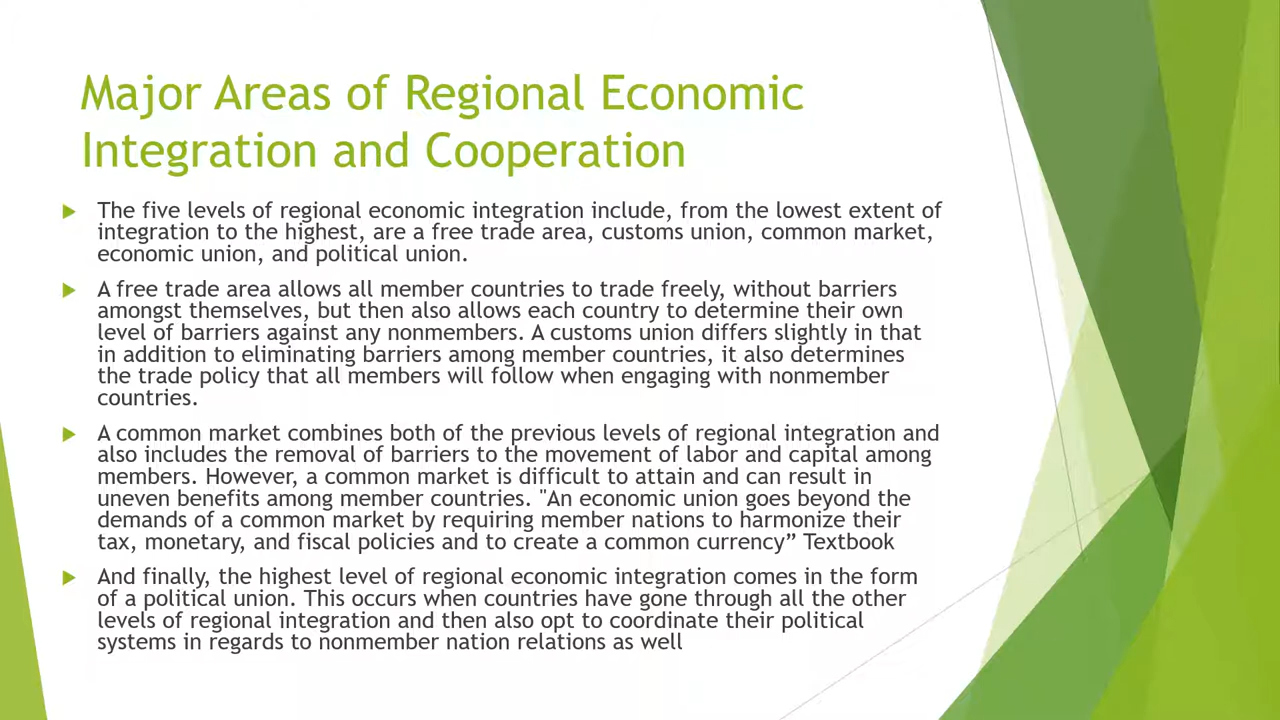 Major Areas of Regional Economic
Integration and Cooperation
The five levels of regional economic integration include, from the lowest extent of
integration to the highest, are a free trade area, customs union, common market,
economic union, and political union.
A free trade area allows all member countries to trade freely, without barriers
amongst themselves, but then also allows each country to determine their own
level of barriers against any nonmembers. A customs union differs slightly in that
in addition to eliminating barriers among member countries, it also determines
the trade policy that all members will follow when engaging with nonmember
countries.
A common market combines both of the previous levels of regional integration and
also includes the removal of barriers to the movement of labor and capital among
members. However, a common market is difficult to attain and can result in
uneven benefits among member countries. "An economic union goes beyond the
demands of a common market by requiring member nations to harmonize their
tax, monetary, and fiscal policies and to create a common currency” Textbook
And finally, the highest level of regional economic integration comes in the form
of a political union. This occurs when countries have gone through all the other
levels of regional integration and then also opt to coordinate their political
systems in regards to nonmember nation relations as well